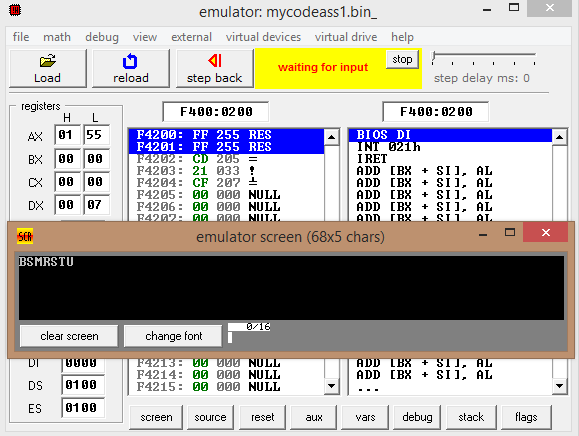 emulator: mycodeass1.bin_
file math debug view external virtual devices virtual drive help
Load reload step back waiting for input stop step delay ms: 0
registers F400:0200 F400:0200
H L
AX 01 55
BX 00 00
CX 00 00
DX 00 07
F4200: FF 255 RES
F4201: FF 255 RES
F4202: CD 205 =
F4203: 21 033 !
F4204: CF 207 ╧
F4205: 00 000 NULL
F4206: 00 000 NULL
F4207: 00 000 NULL
BIOS DI
INT 021h
IRET
ADD [BX + SI], AL
ADD [BX + SI], AL
ADD [BX + SI], AL
ADD [BX + SI], AL
SCR emulator screen (68x5 chars)
BSMRSTU
clear screen change font 0/16
DI 0000
DS 0100
ES 0100
F4213: 00 000 NULL
F4214: 00 000 NULL
F4215: 00 000 NULL
ADD [BX + SI], AL
ADD [BX + SI], AL
...
screen source reset aux vars debug stack flags